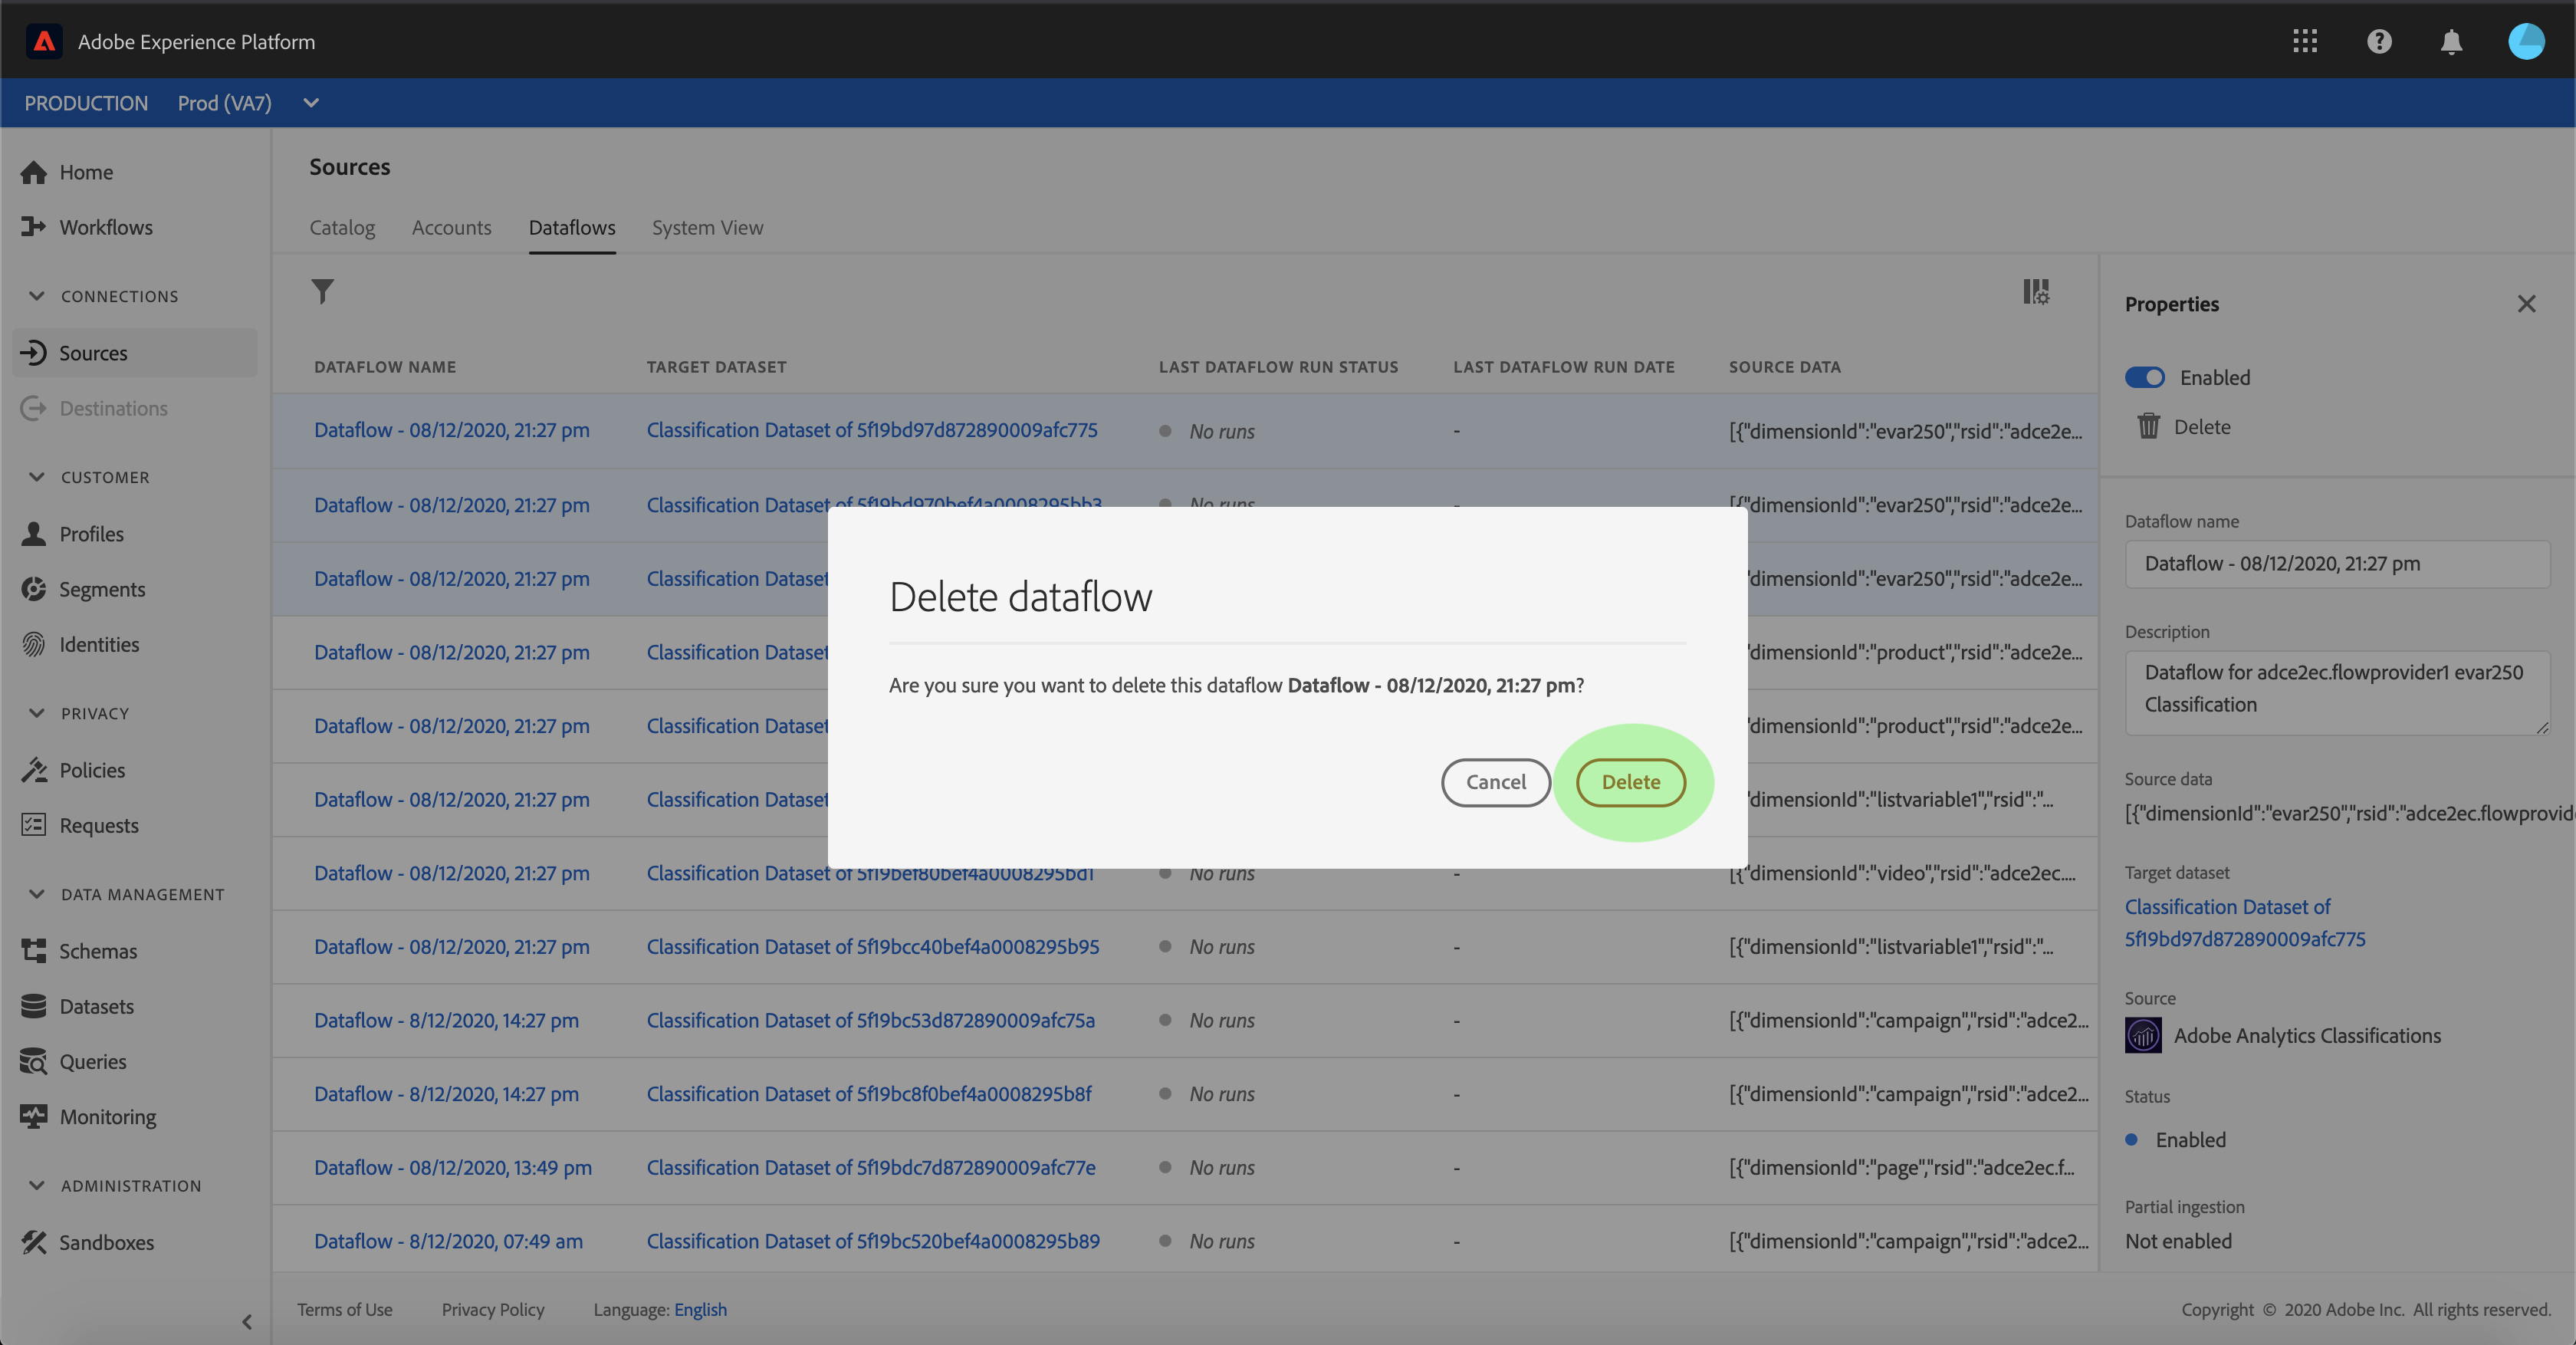 Adobe Experience Platform
PRODUCTION Prod (VA7)
Home
Workflows
CONNECTIONS
Sources
Destinations
CUSTOMER
Profiles
Segments
Identities
PRIVACY
Policies
Requests
DATA MANAGEMENT
Schemas
Datasets
Queries
Monitoring
ADMINISTRATION
Sandboxes
Sources
Catalog Accounts Dataflows System View
DATAFLOW NAME TARGET DATASET LAST DATAFLOW RUN STATUS LAST DATAFLOW RUN DATE SOURCE DATA
Dataflow - 08/12/2020, 21:27 pm Classification Dataset of 5f19bd97d872890009afc775 No runs - [{"dimensionId":"evar250","rsid":"adce2e...
Dataflow - 08/12/2020, 21:27 pm Classification Dataset of 5f19bd970bef4a0008295bb3 No runs - [{"dimensionId":"evar250","rsid":"adce2e...
Dataflow - 08/12/2020, 21:27 pm Classification Dataset "dimensionId":"evar250","rsid":"adce2e...
Dataflow - 08/12/2020, 21:27 pm Classification Dataset "dimensionId":"product","rsid":"adce2e...
Dataflow - 08/12/2020, 21:27 pm Classification Dataset "dimensionId":"product","rsid":"adce2e...
Dataflow - 08/12/2020, 21:27 pm Classification Dataset "dimensionId":"listvariable1","rsid":"...
Dataflow - 08/12/2020, 21:27 pm Classification Dataset of 5f19bef80bef4a0008295bd1 No runs - [{"dimensionId":"video","rsid":"adce2ec....
Dataflow - 08/12/2020, 21:27 pm Classification Dataset of 5f19bcc40bef4a0008295b95 No runs - [{"dimensionId":"listvariable1","rsid":"...
Dataflow - 8/12/2020, 14:27 pm Classification Dataset of 5f19bc53d872890009afc75a No runs - [{"dimensionId":"campaign","rsid":"adce2...
Dataflow - 8/12/2020, 14:27 pm Classification Dataset of 5f19bc8f0bef4a0008295b8f No runs - [{"dimensionId":"campaign","rsid":"adce2...
Dataflow - 08/12/2020, 13:49 pm Classification Dataset of 5f19bdc7d872890009afc77e No runs - [{"dimensionId":"page","rsid":"adce2ec.f...
Dataflow - 8/12/2020, 07:49 am Classification Dataset of 5f19bc520bef4a0008295b89 No runs - [{"dimensionId":"campaign","rsid":"adce2...
Delete dataflow
Are you sure you want to delete this dataflow Dataflow - 08/12/2020, 21:27 pm?
Cancel Delete
Properties
Enabled
Delete
Dataflow name
Dataflow - 08/12/2020, 21:27 pm
Description
Dataflow for adce2ec.flowprovider1 evar250
Classification
Source data
[{"dimensionId":"evar250","rsid":"adce2ec.flowprovid
Target dataset
Classification Dataset of
5f19bd97d872890009afc775
Source
Adobe Analytics Classifications
Status
Enabled
Partial ingestion
Not enabled
Terms of Use Privacy Policy Language: English Copyright © 2020 Adobe Inc. All rights reserved.